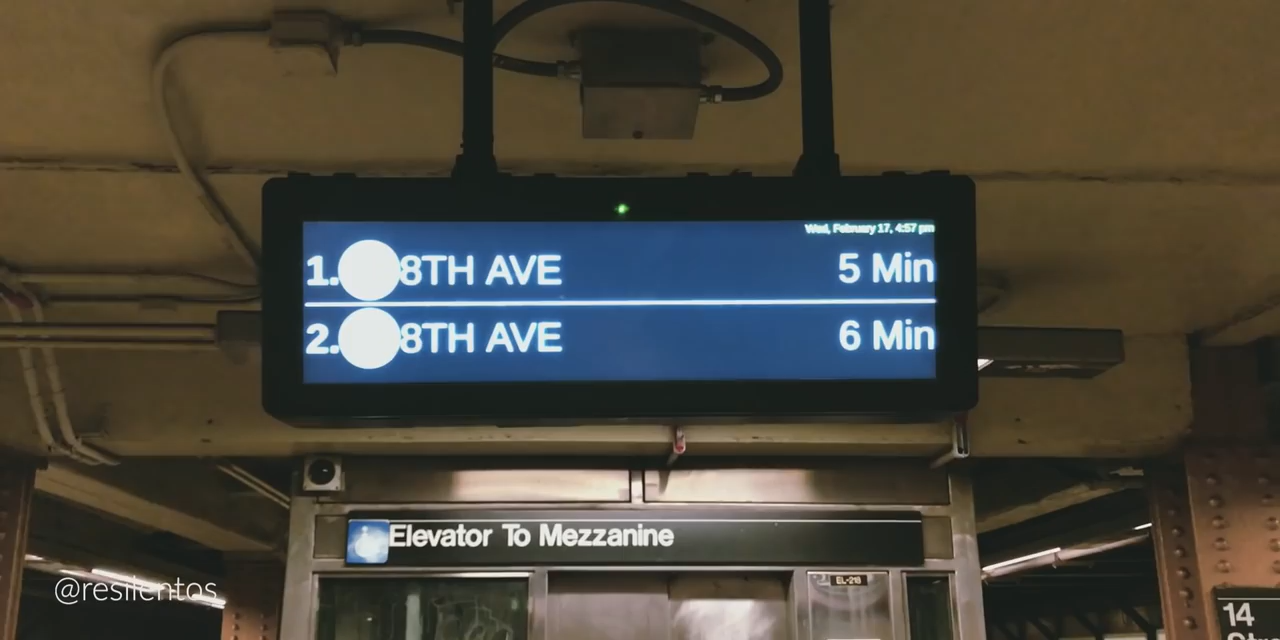 Wed, February 17, 4:57 pm
1. 8TH AVE 5 Min
2. 8TH AVE 6 Min
Elevator To Mezzanine
EL-218
14
@resilentos